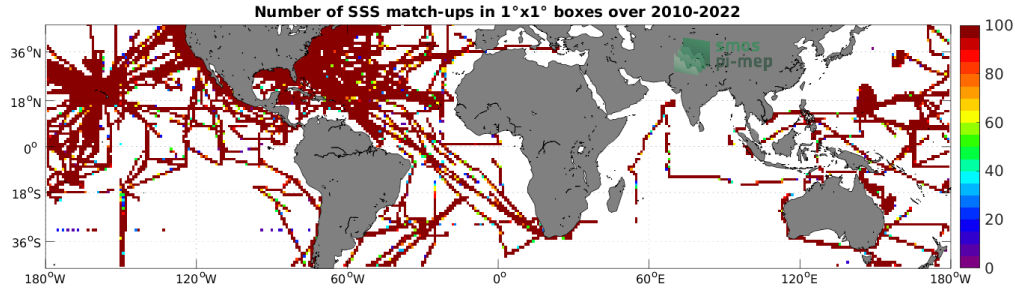 Number of SSS match-ups in 1°x1° boxes over 2010-2022
36°N
18°N
0°
18°S
36°S
180°W
120°W
60°W
0°
60°E
120°E
180°W
100
80
60
40
20
0
smos
pi-mep